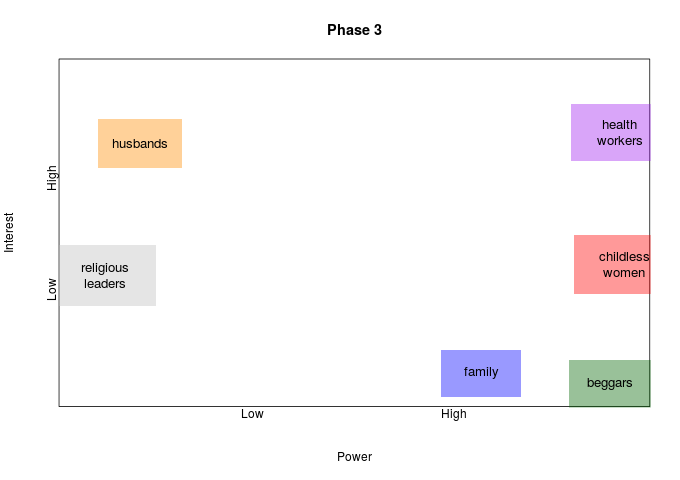 Phase 3
health
workers
husbands
High
Interest
childless
women
religious
leaders
Low
family
beggars
Low
High
Power